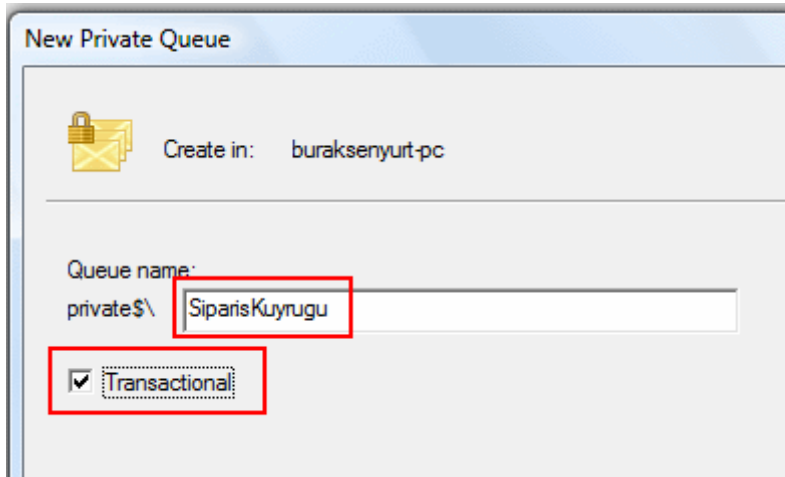 New Private Queue
Create in: buraksenyurt-pc
Queue name:
private$\ SiparisKuyrugu
Transactional